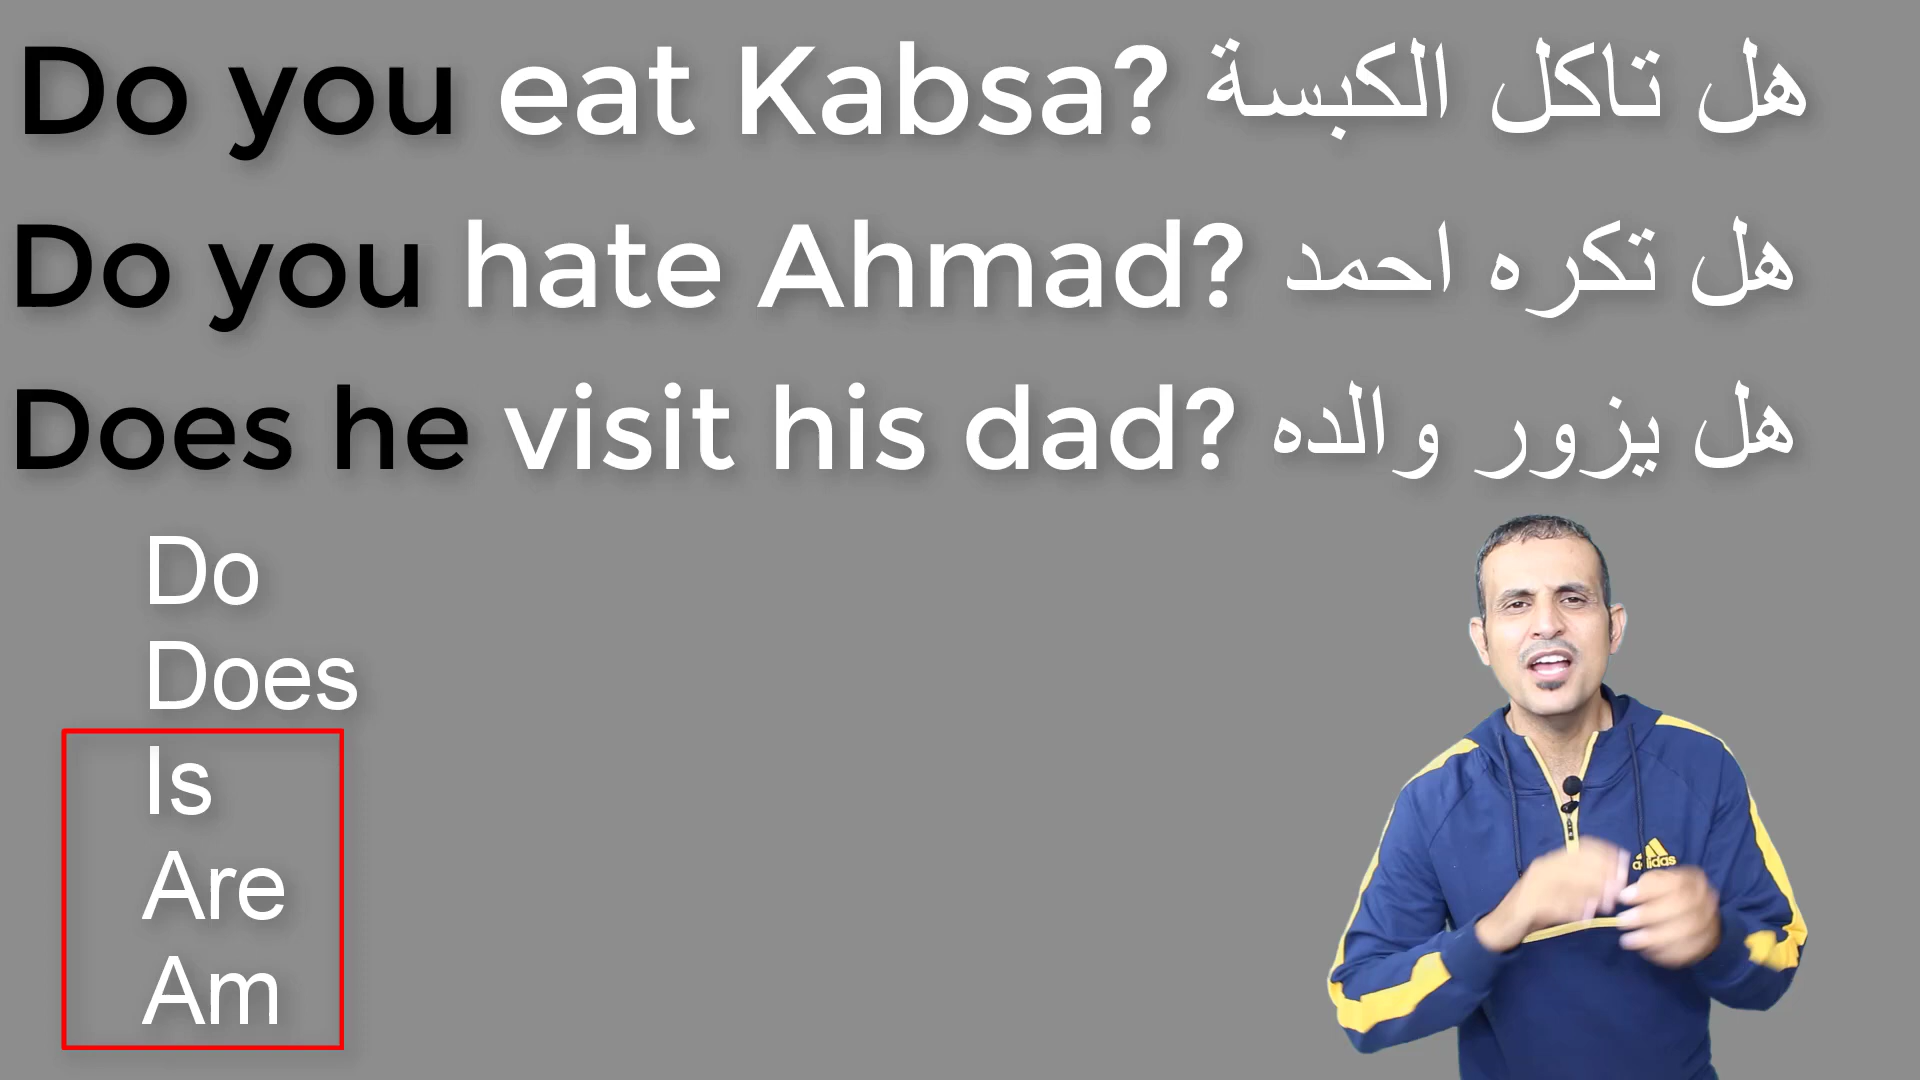 Do you eat Kabsa? هل تاكل الكبسة
Do you hate Ahmad? هل تكره احمد
Does he visit his dad? هل يزور والده
Do
Does
Is
Are
Am
adidas